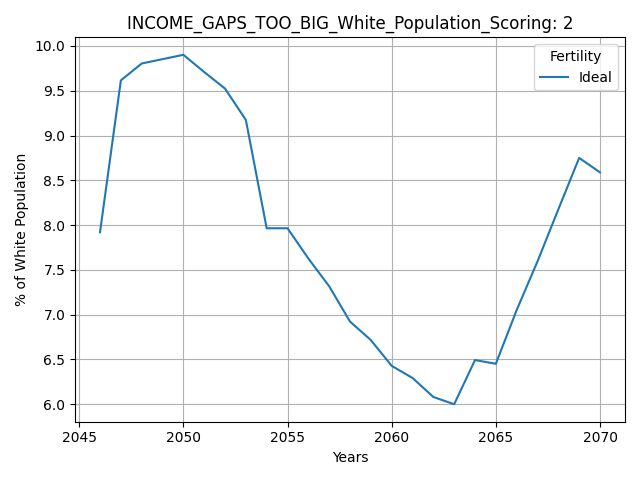 INCOME_GAPS_TOO_BIG_White_Population_Scoring: 2
Fertility
Ideal
% of White Population
10.0
9.5
9.0
8.5
8.0
7.5
7.0
6.5
6.0
2045 2050 2055 2060 2065 2070
Years